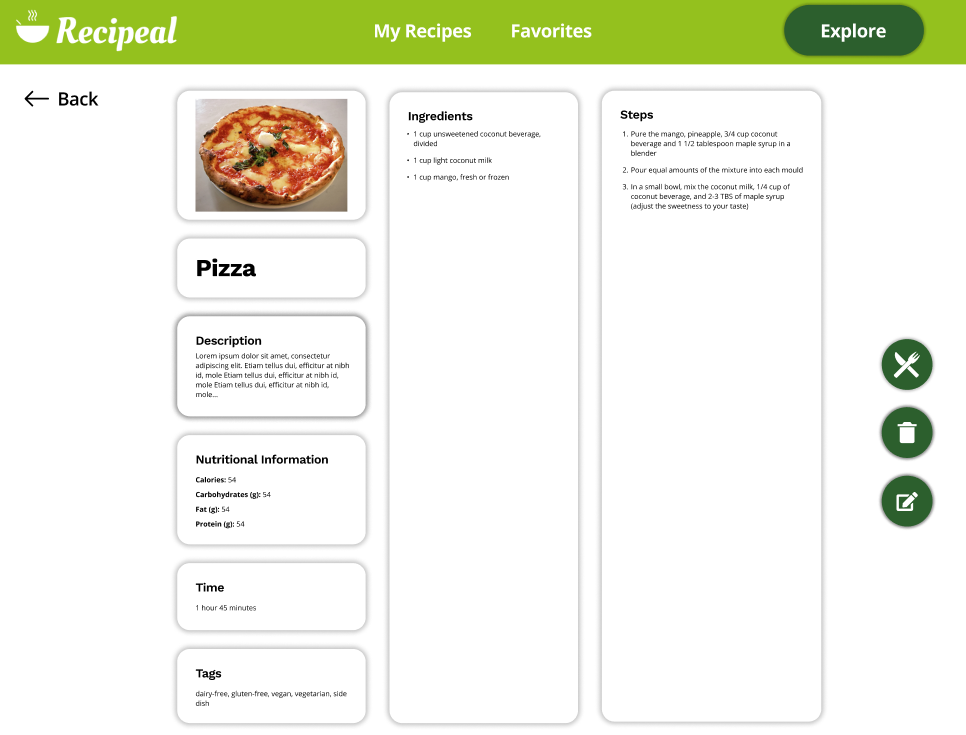 Recipeal
My Recipes
Favorites
Explore
Back
Pizza
Description
Lorem ipsum dolor sit amet, consectetur
adipiscing elit. Etiam tellus dui, efficitur at nibh
id, mole Etiam tellus dui, efficitur at nibh id,
mole Etiam tellus dui, efficitur at nibh id,
mole...
Nutritional Information
Calories: 54
Carbohydrates (g): 54
Fat (g): 54
Protein (g): 54
Time
1 hour 45 minutes
Tags
dairy-free, gluten-free, vegan, vegetarian, side
dish
Ingredients
• 1 cup unsweetened coconut beverage,
divided
• 1 cup light coconut milk
• 1 cup mango, fresh or frozen
Steps
1. Pure the mango, pineapple, 3/4 cup coconut
beverage and 1 1/2 tablespoon maple syrup in a
blender
2. Pour equal amounts of the mixture into each mould
3. In a small bowl, mix the coconut milk, 1/4 cup of
coconut beverage, and 2-3 TBS of maple syrup
(adjust the sweetness to your taste)